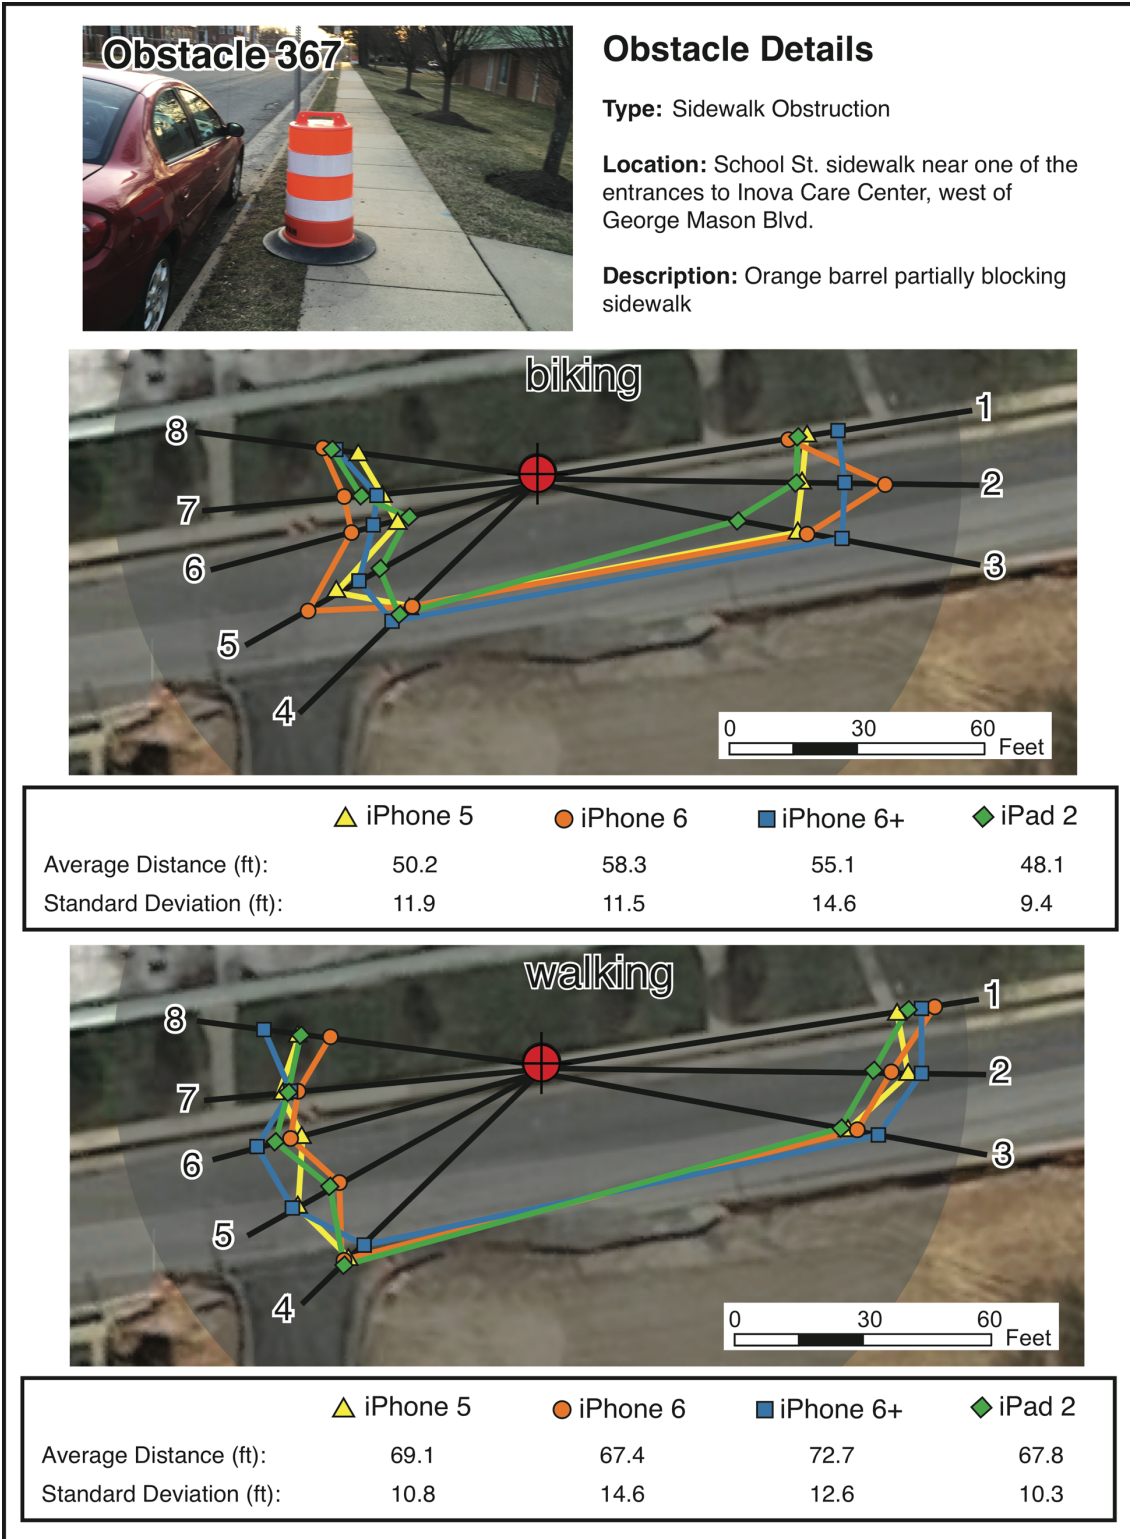 Obstacle 367
Obstacle Details
Type: Sidewalk Obstruction
Location: School St. sidewalk near one of the
entrances to Inova Care Center, west of
George Mason Blvd.
Description: Orange barrel partially blocking
sidewalk
biking
1
8
2
7
3
6
5
4
0 30 60
Feet
iPhone 5 iPhone 6 iPhone 6+ iPad 2
Average Distance (ft): 50.2 58.3 55.1 48.1
Standard Deviation (ft): 11.9 11.5 14.6 9.4
walking
1
8
2
7
3
6
5
4
0 30 60
Feet
iPhone 5 iPhone 6 iPhone 6+ iPad 2
Average Distance (ft): 69.1 67.4 72.7 67.8
Standard Deviation (ft): 10.8 14.6 12.6 10.3